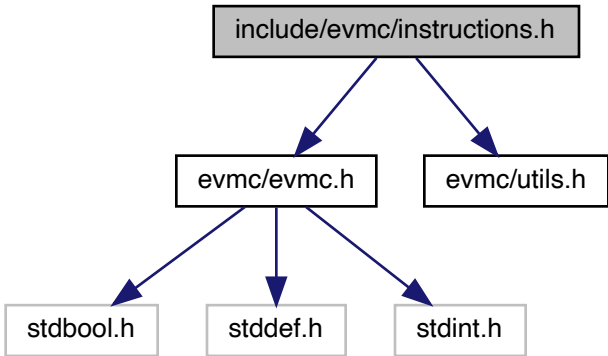 include/evmc/instructions.h
evmc/evmc.h
evmc/utils.h
stdbool.h
stddef.h
stdint.h